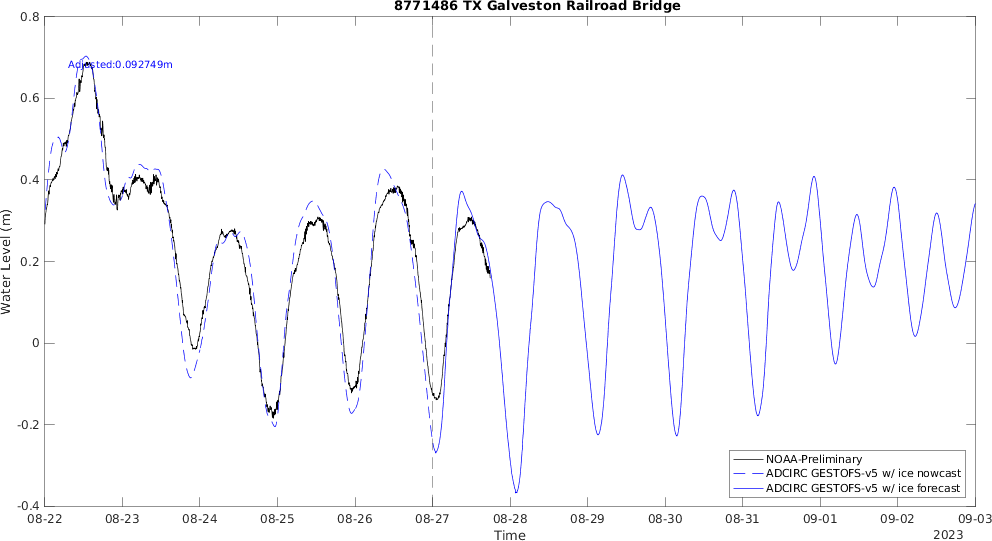 8771486 TX Galveston Railroad Bridge
0.8
Adjusted:0.092749m
0.6
0.4
0.2
0
-0.2
-0.4
Water Level (m)
NOAA-Preliminary
ADCIRC GESTOFS-v5 w/ ice nowcast
ADCIRC GESTOFS-v5 w/ ice forecast
08-22 08-23 08-24 08-25 08-26 08-27 08-28 08-29 08-30 08-31 09-01 09-02 09-03
Time
2023